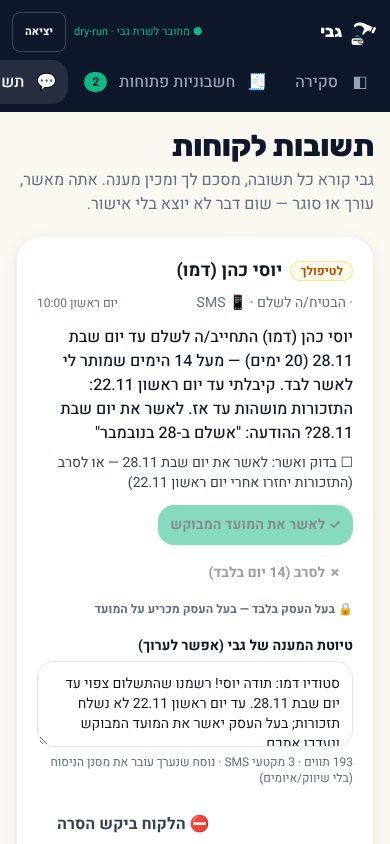 גבי
מחובר לשרת גבי · dry-run
יציאה
סקירה
חשבוניות פתוחות 2
תשו
תשובות לקוחות
גבי קורא כל תשובה, מסכם לך ומכין מענה. אתה מאשר,
עורך או סוגר — שום דבר לא יוצא בלי אישור.
לטיפולך יוסי כהן (דמו)
· הבטיח/ה לשלם · 📱 SMS
יום ראשון 10:00
יוסי כהן (דמו) התחייב/ה לשלם עד יום שבת
28.11 (20 ימים) — מעל 14 הימים שמותר לי
לאשר לבד. קיבלתי עד יום ראשון 22.11:
התזכורות מושהות עד אז. לאשר את יום שבת
28.11? ההודעה: "אשלם ב-28 בנובמבר"
☐ בדוק ואשר: לאשר את יום שבת 28.11 — או לסרב
(התזכורות יחזרו אחרי יום ראשון 22.11)
✓ לאשר את המועד המבוקש
× לסרב (14 יום בלבד)
🔒 בעל העסק בלבד — בעל העסק מכריע על המועד
טיוטת המענה של גבי (אפשר לערוך)
סטודיו דמו: תודה יוסי! רשמנו שהתשלום צפוי עד
יום שבת 28.11. עד יום ראשון 22.11 לא נשלח
תזכורות; בעל העסק יאשר את המועד המבוקש
ונעדכן אתכם
193 תווים · 3 מקטעי SMS · נוסח שנערך עובר את מסנן הניסוח
(בלי שיווק/איומים)
⛔ הלקוח ביקש הסרה